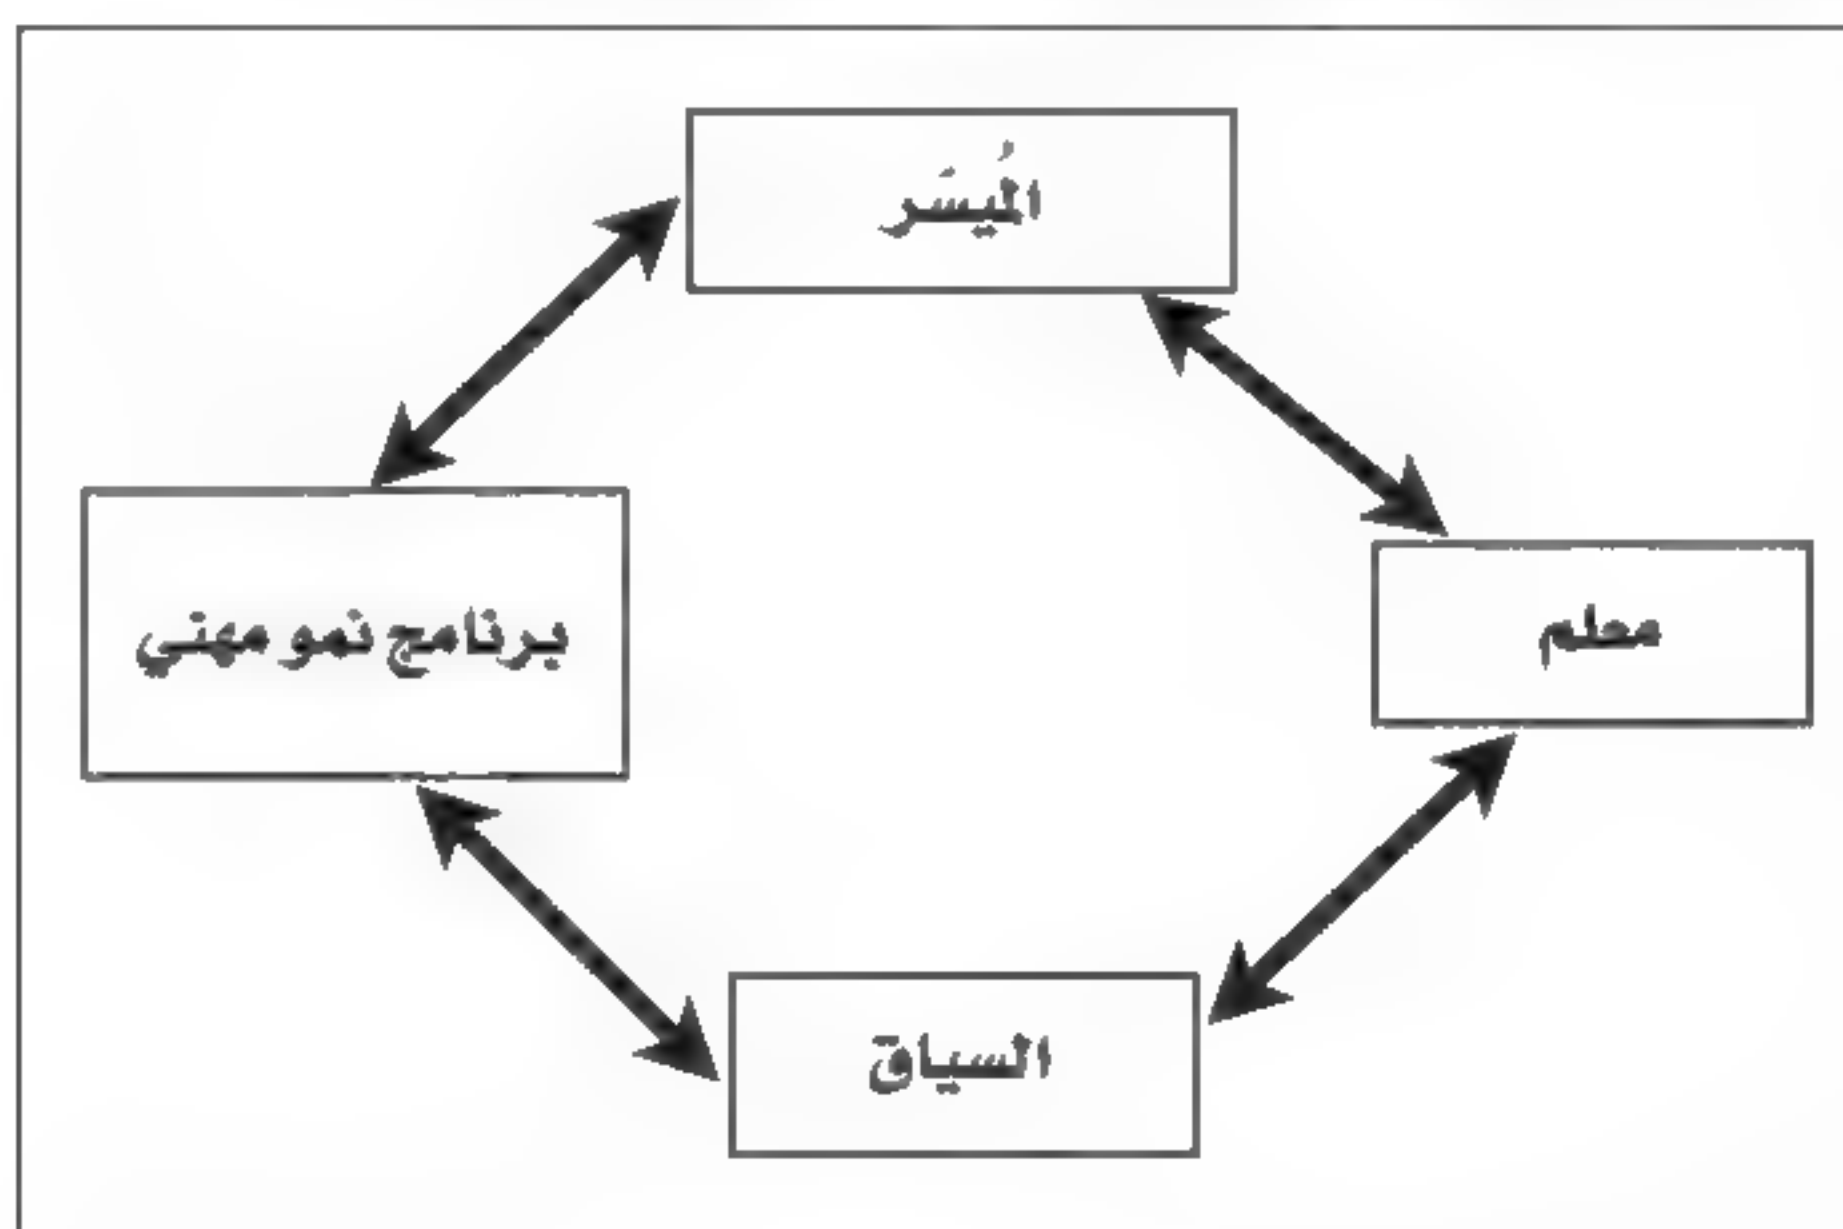 المُيسَر
معلم
برنامج نمو مهني
السياق